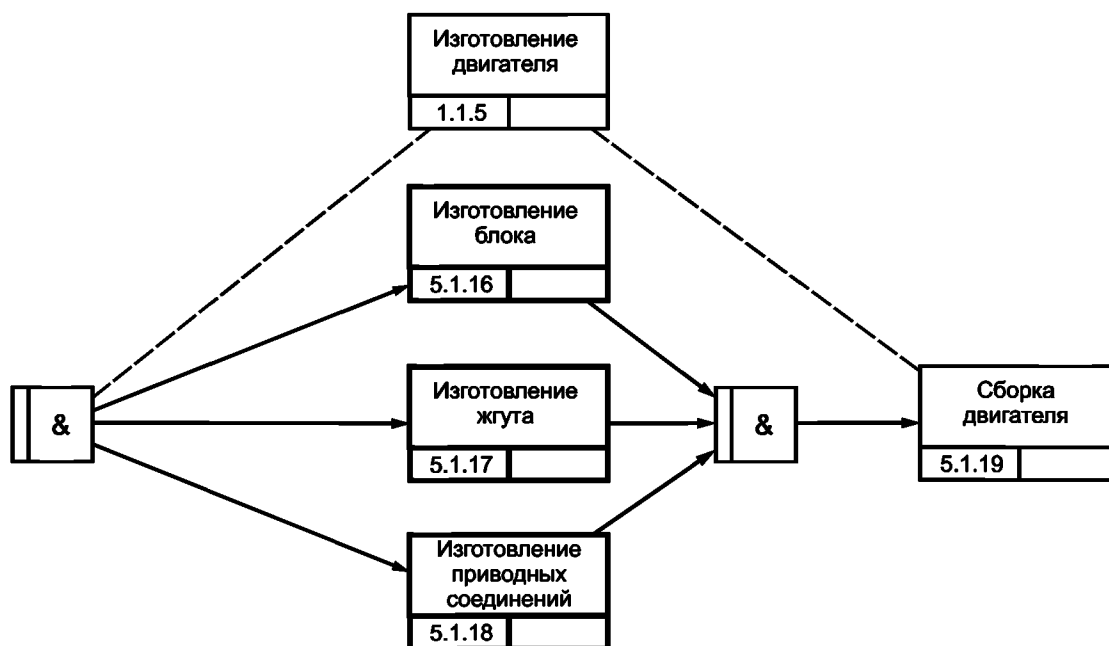 Изготовление
двигателя
1.1.5
Изготовление
блока
5.1.16
&
Изготовление
жгута
5.1.17
&
Сборка
двигателя
5.1.19
Изготовление
приводных
соединений
5.1.18